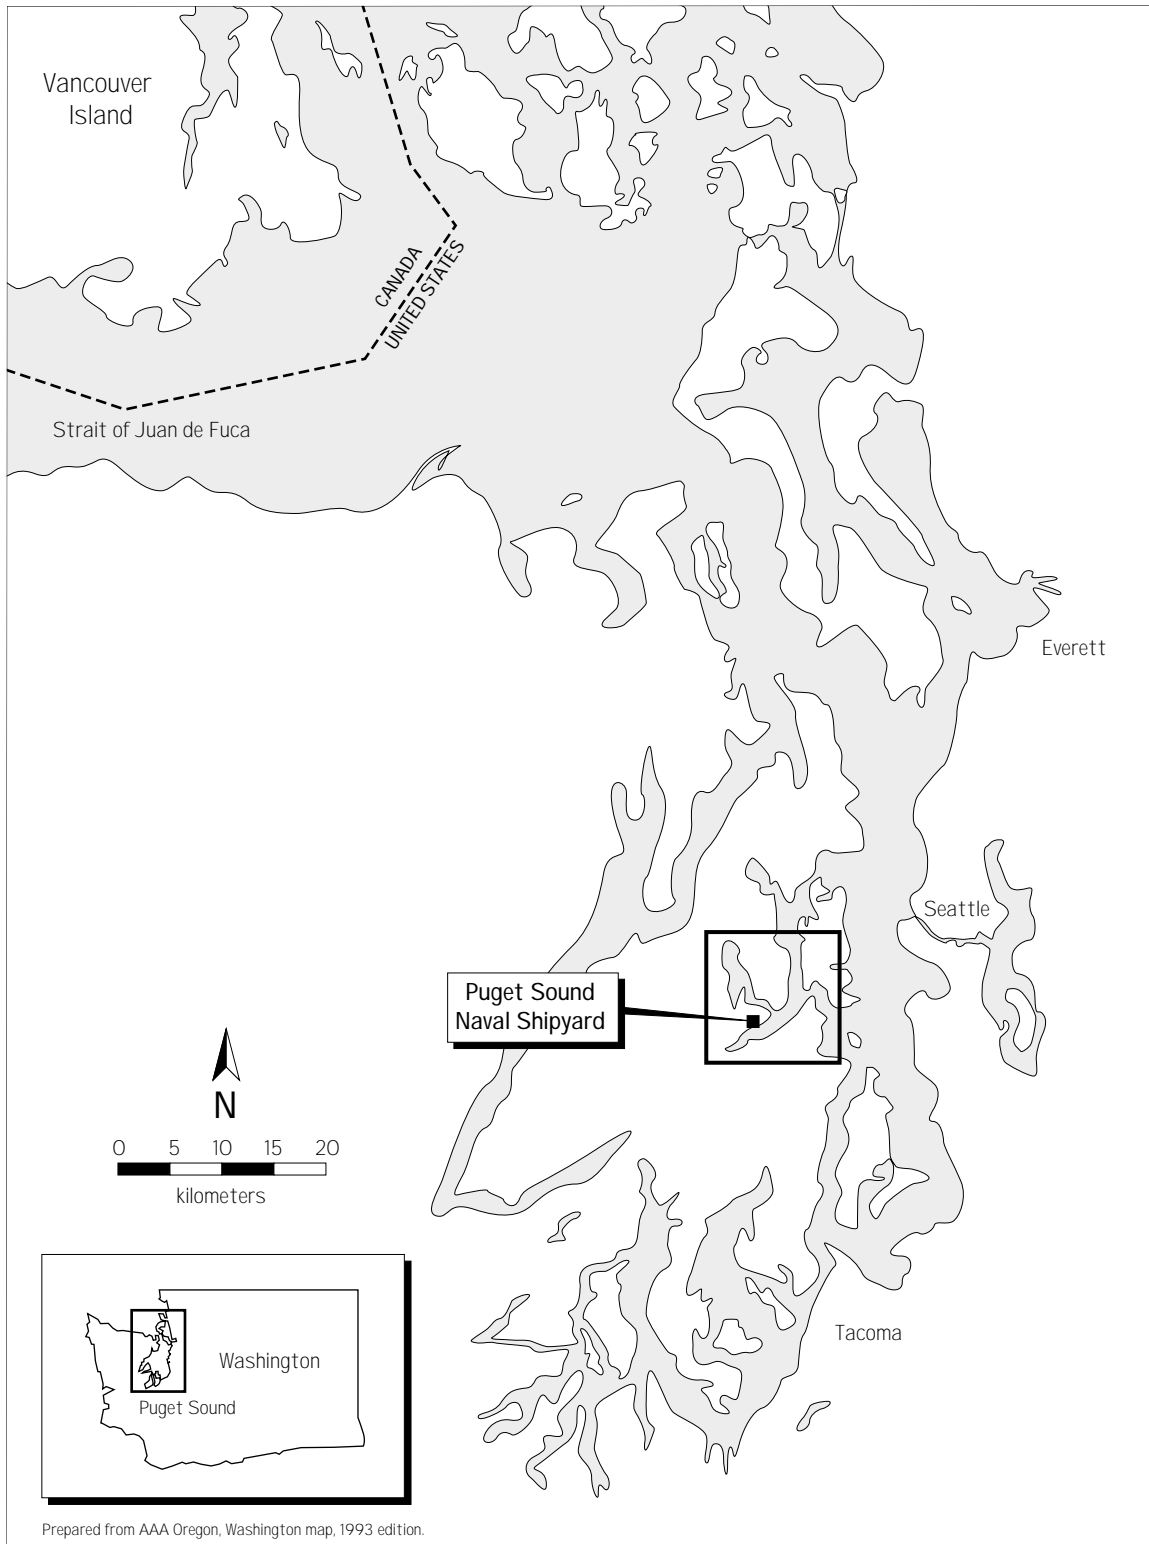 Vancouver
Island
CANADA
UNITED STATES
Strait of Juan de Fuca
Everett
Seattle
Puget Sound
Naval Shipyard
N
0 5 10 15 20
kilometers
Tacoma
Washington
Puget Sound
Prepared from AAA Oregon, Washington map, 1993 edition.